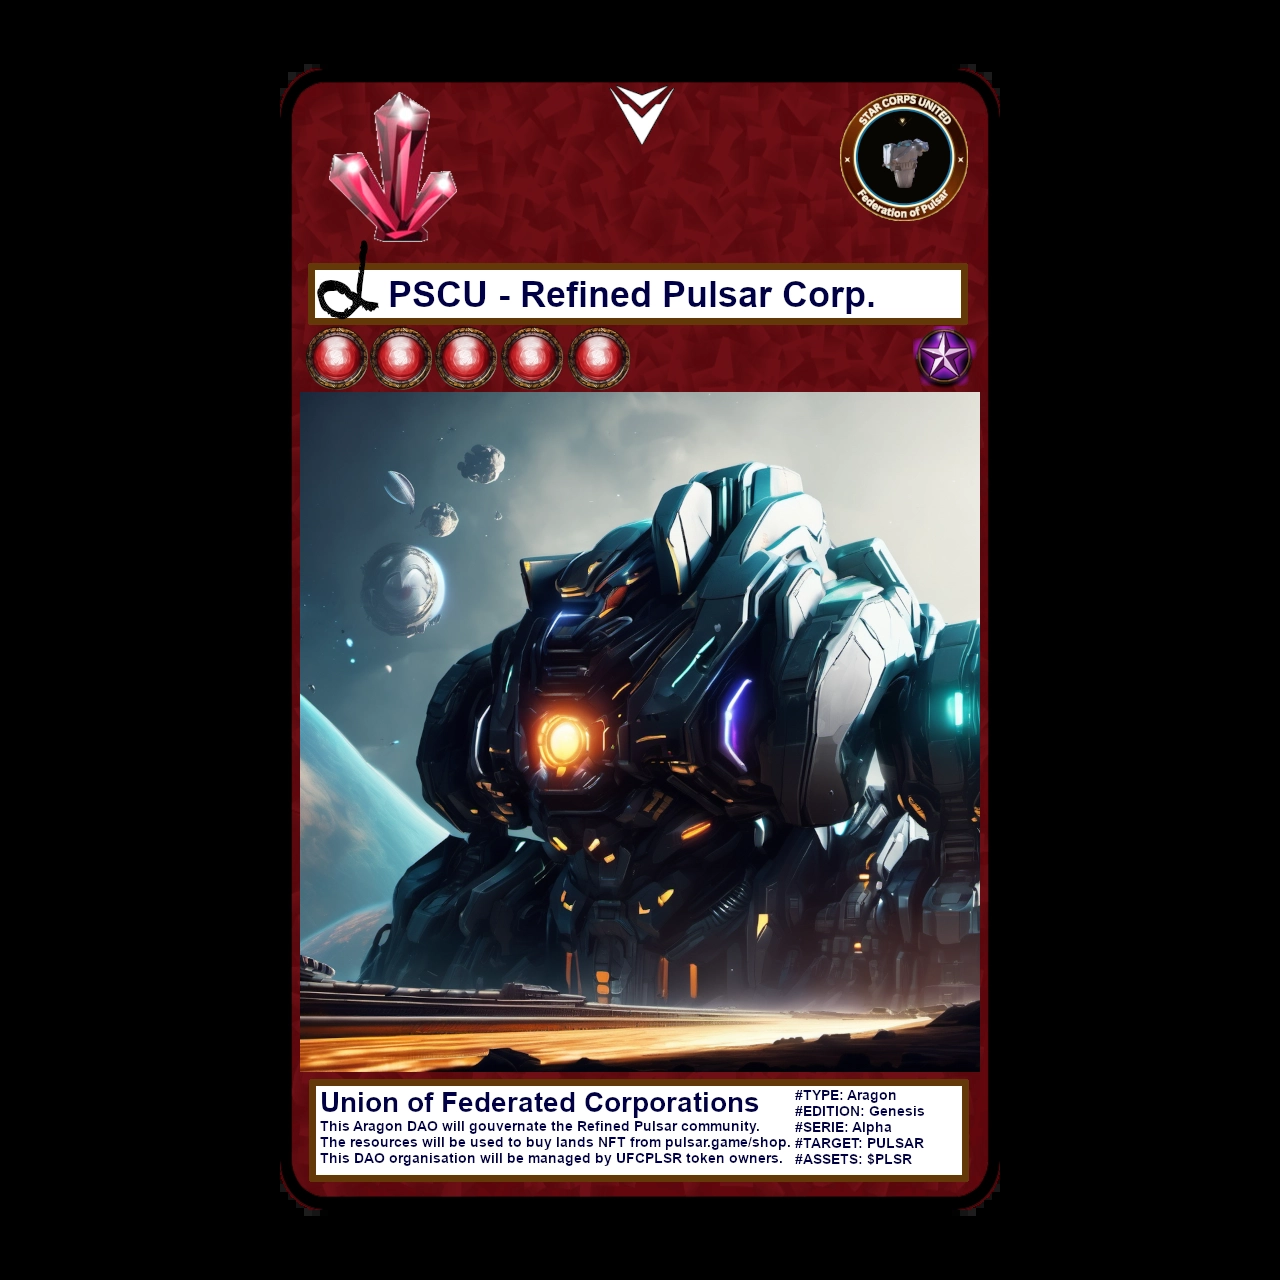 STAR CORPS UNITED
Federation of Pulsar
PSCU - Refined Pulsar Corp.
Union of Federated Corporations
This Aragon DAO will gouvernate the Refined Pulsar community.
The resources will be used to buy lands NFT from pulsar.game/shop.
This DAO organisation will be managed by UFCPLSR token owners.
#TYPE: Aragon
#EDITION: Genesis
#SERIE: Alpha
#TARGET: PULSAR
#ASSETS: $PLSR